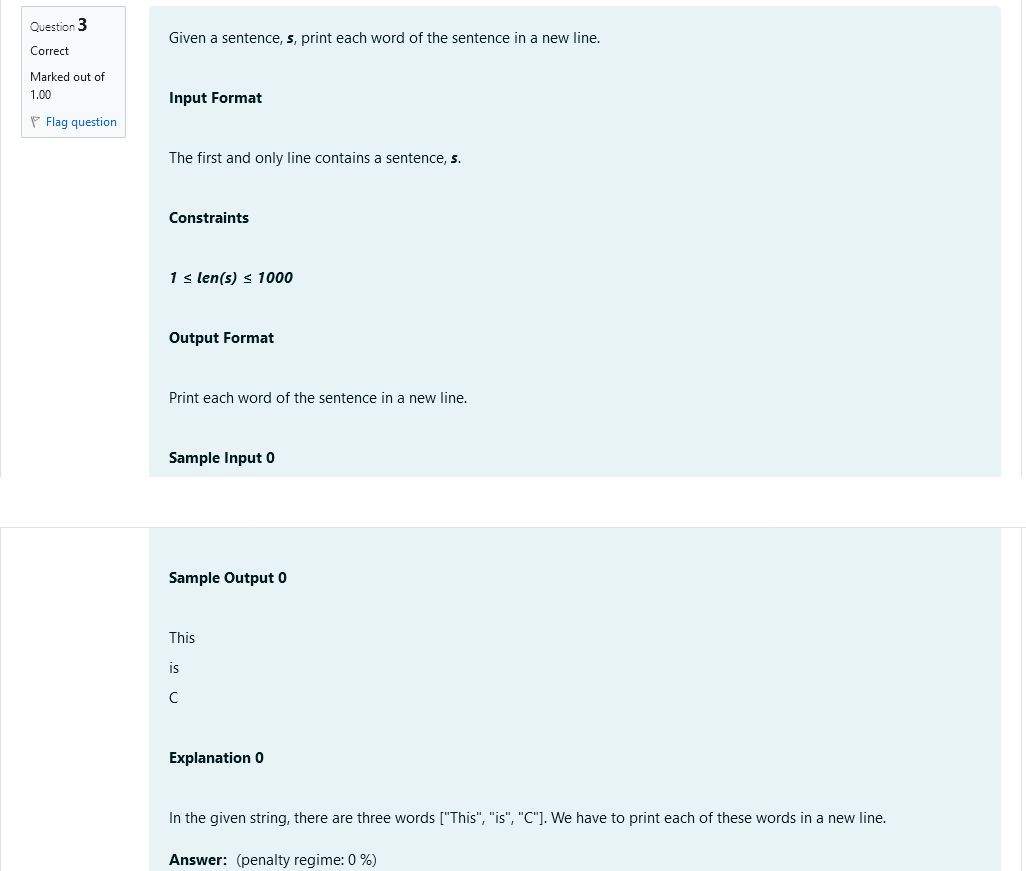 Question 3
Correct
Marked out of
1.00
Flag question
Given a sentence, s, print each word of the sentence in a new line.
Input Format
The first and only line contains a sentence, s.
Constraints
1 ≤ len(s) ≤ 1000
Output Format
Print each word of the sentence in a new line.
Sample Input 0
Sample Output 0
This
is
C
Explanation 0
In the given string, there are three words ["This", "is", "C"]. We have to print each of these words in a new line.
Answer: (penalty regime: 0 %)